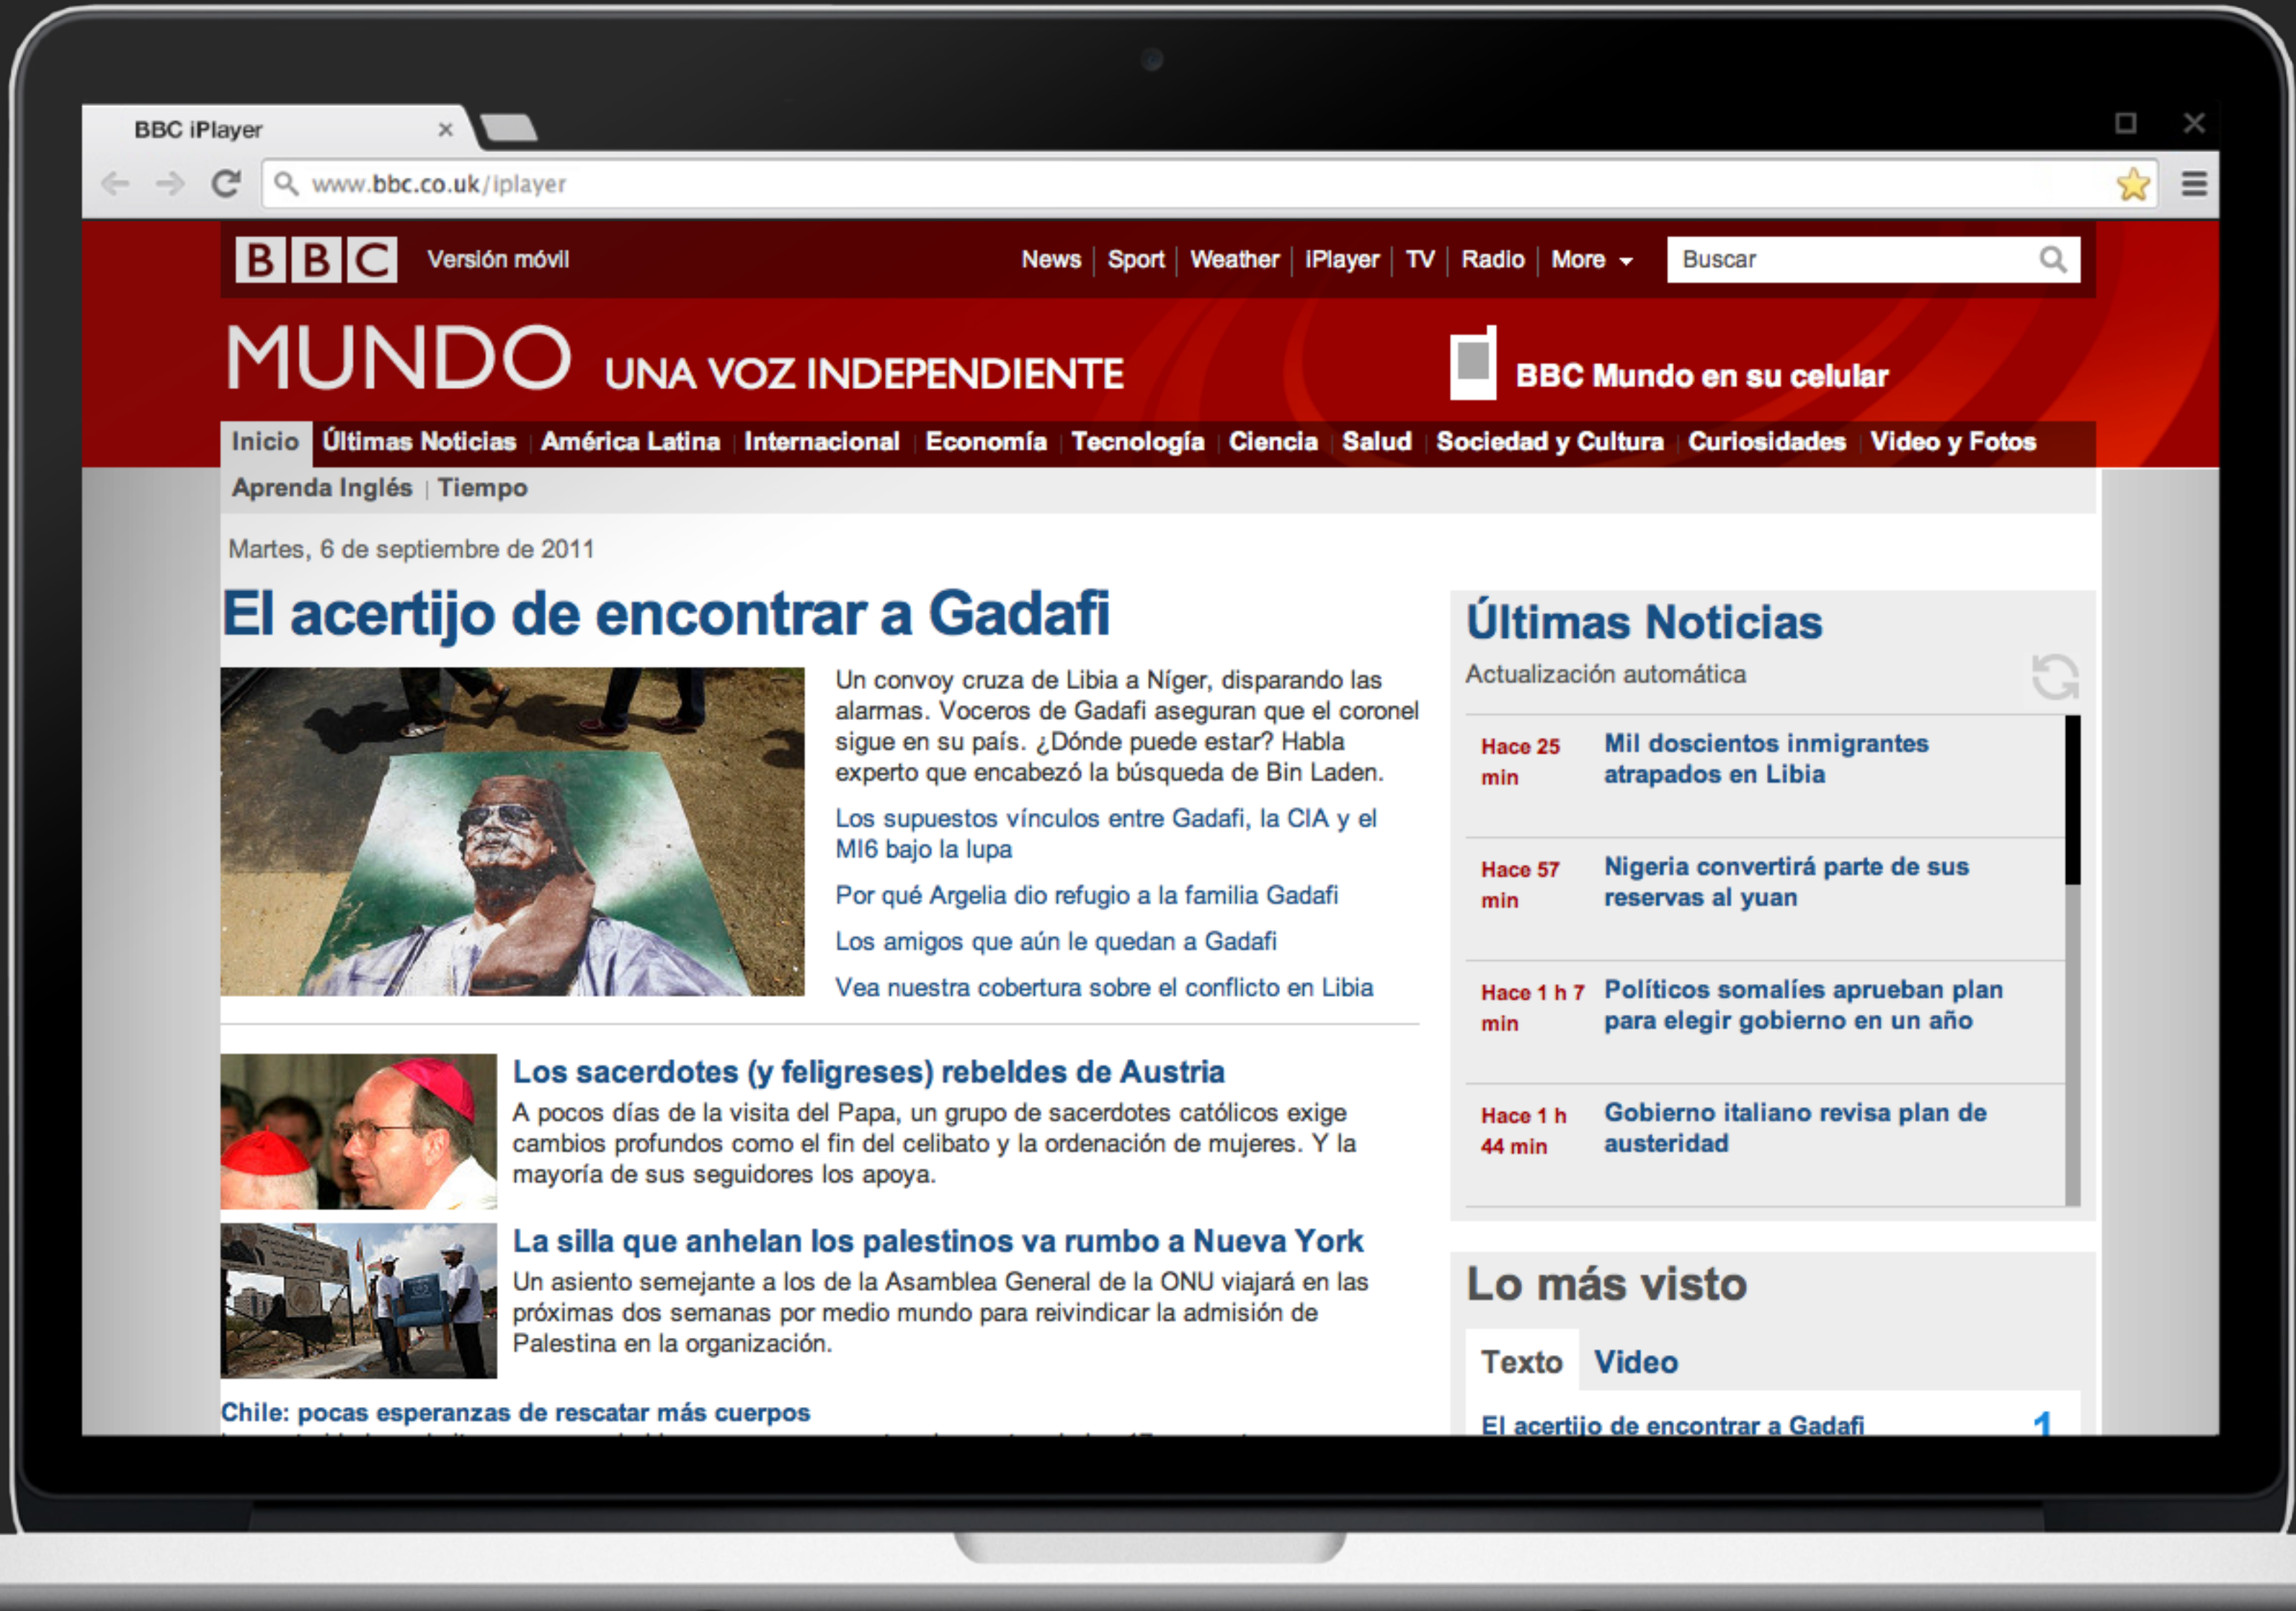 BBC iPlayer
www.bbc.co.uk/iplayer
BBC Versión móvil News Sport Weather iPlayer TV Radio More Buscar
MUNDO UNA VOZ INDEPENDIENTE
BBC Mundo en su celular
Inicio Últimas Noticias América Latina Internacional Economía Tecnología Ciencia Salud Sociedad y Cultura Curiosidades Video y Fotos
Aprenda Inglés Tiempo
Martes, 6 de septiembre de 2011
El acertijo de encontrar a Gadafi
Un convoy cruza de Libia a Níger, disparando las
alarmas. Voceros de Gadafi aseguran que el coronel
sigue en su país. ¿Dónde puede estar? Habla
experto que encabezó la búsqueda de Bin Laden.
Los supuestos vínculos entre Gadafi, la CIA y el
MI6 bajo la lupa
Por qué Argelia dio refugio a la familia Gadafi
Los amigos que aún le quedan a Gadafi
Vea nuestra cobertura sobre el conflicto en Libia
Los sacerdotes (y feligreses) rebeldes de Austria
A pocos días de la visita del Papa, un grupo de sacerdotes católicos exige
cambios profundos como el fin del celibato y la ordenación de mujeres. Y la
mayoría de sus seguidores los apoya.
La silla que anhelan los palestinos va rumbo a Nueva York
Un asiento semejante a los de la Asamblea General de la ONU viajará en las
próximas dos semanas por medio mundo para reivindicar la admisión de
Palestina en la organización.
Chile: pocas esperanzas de rescatar más cuerpos
Últimas Noticias
Actualización automática
Hace 25 min
Mil doscientos inmigrantes
atrapados en Libia
Hace 57 min
Nigeria convertirá parte de sus
reservas al yuan
Hace 1 h 7 min
Políticos somalíes aprueban plan
para elegir gobierno en un año
Hace 1 h 44 min
Gobierno italiano revisa plan de
austeridad
Lo más visto
Texto Video
El acertijo de encontrar a Gadafi 1